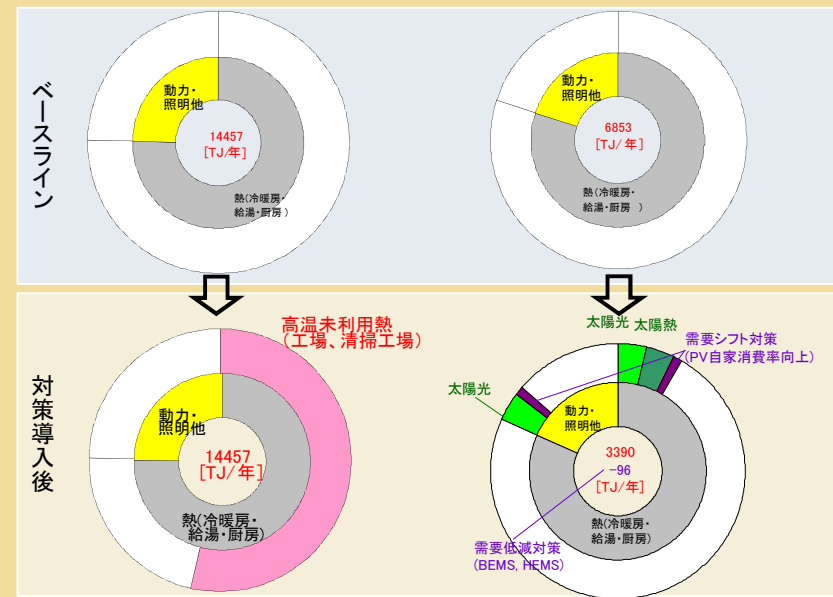 ベースライン
動力・
照明他
14457
[TJ/年]
熱(冷暖房・
給湯・厨房)
動力・
照明他
6853
[TJ/年]
熱(冷暖房・
給湯・厨房 )
対策導入後
高温未利用熱
(工場、清掃工場)
動力・
照明他
14457
[TJ/年]
熱(冷暖房・
給湯・厨房)
太陽光 太陽熱
需要シフト対策
(PV自家消費率向上)
太陽光
動力・
照明他
3390
-96
[TJ/年]
熱(冷暖房・
給湯・厨房)
需要低減対策
(BEMS, HEMS)